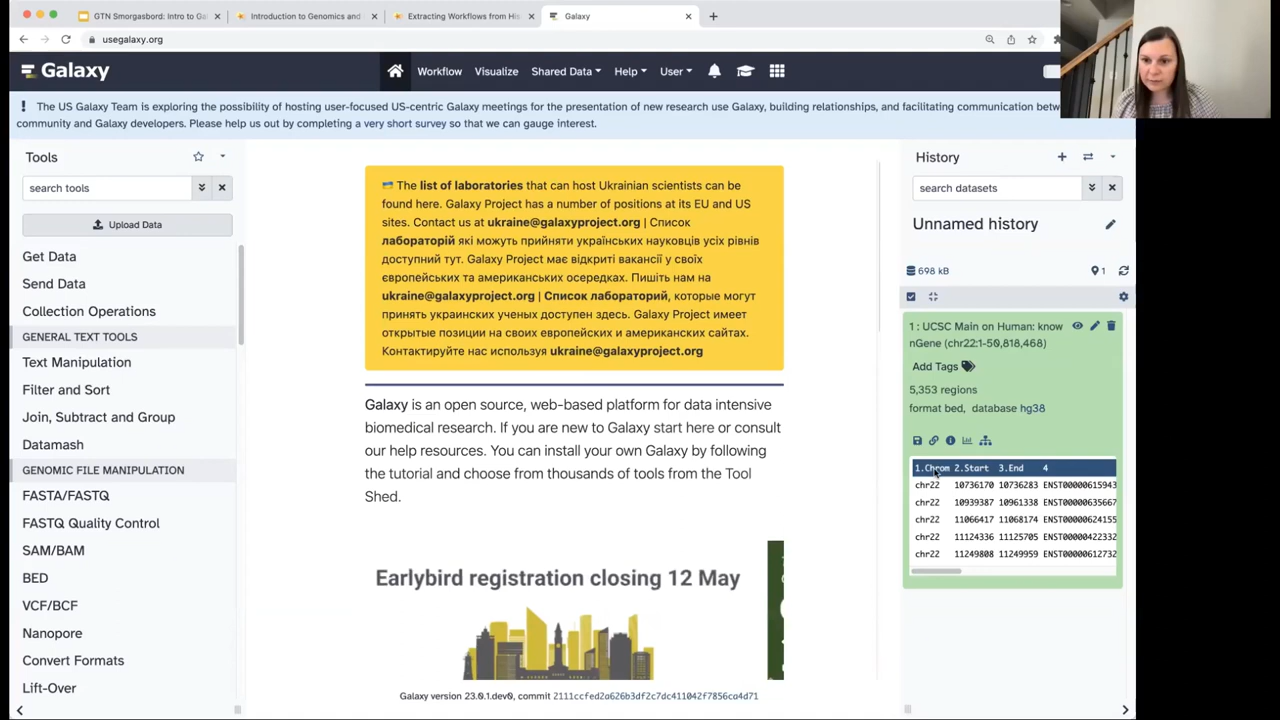 GTN Smorgasbord: Intro to Ga
Introduction to Genomics and
Extracting Workflows from His
Galaxy
usegalaxy.org
Galaxy
Workflow
Visualize
Shared Data
Help
User
The US Galaxy Team is exploring the possibility of hosting user-focused US-centric Galaxy meetings for the presentation of new research use Galaxy, building relationships, and facilitating communication betw
community and Galaxy developers. Please help us out by completing a very short survey so that we can gauge interest.
Tools
search tools
Upload Data
Get Data
Send Data
Collection Operations
GENERAL TEXT TOOLS
Text Manipulation
Filter and Sort
Join, Subtract and Group
Datamash
GENOMIC FILE MANIPULATION
FASTA/FASTQ
FASTQ Quality Control
SAM/BAM
BED
VCF/BCF
Nanopore
Convert Formats
Lift-Over
The list of laboratories that can host Ukrainian scientists can be
found here. Galaxy Project has a number of positions at its EU and US
sites. Contact us at ukraine@galaxyproject.org | Список
лабораторій які можуть прийняти українських науковців усіх рівнів
доступний тут. Galaxy Project має відкриті вакансії у своїх
європейських та американських осередках. Пишіть нам на
ukraine@galaxyproject.org | Список лабораторий, которые могут
принять украинских ученых доступен здесь. Galaxy Project имеет
открытые позиции на своих европейских и американских сайтах.
Контактируйте нас используя ukraine@galaxyproject.org
Galaxy is an open source, web-based platform for data intensive
biomedical research. If you are new to Galaxy start here or consult
our help resources. You can install your own Galaxy by following
the tutorial and choose from thousands of tools from the Tool
Shed.
Earlybird registration closing 12 May
Galaxy version 23.0.1.dev0, commit 2111ccfed2a626b3df2c7dc411042f7856ca4d71
History
search datasets
Unnamed history
698 kB
1
1 : UCSC Main on Human: know
nGene (chr22:1-50,818,468)
Add Tags
5,353 regions
format bed, database hg38
1.Chrom 2.Start 3.End 4
chr22 10736170 10736283 ENST00000615943
chr22 10939387 10961338 ENST00000635667
chr22 11066417 11068174 ENST00000624155
chr22 11124336 11125705 ENST00000422332
chr22 11249808 11249959 ENST00000612732